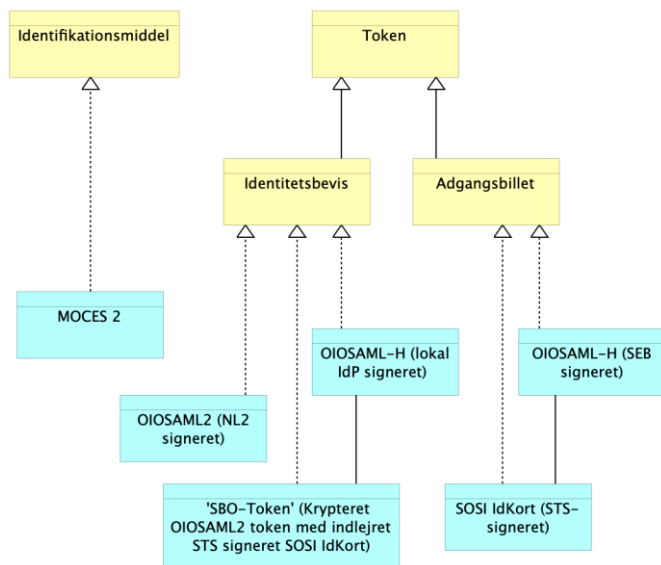 Identifikationsmiddel
Token
Identitetsbevis
Adgangsbillet
MOCES 2
OIOSAML-H (lokal
IdP signeret)
OIOSAML-H (SEB
signeret)
OIOSAML2 (NL2
signeret)
'SBO-Token' (Krypteret
OIOSAML2 token med indlejret
STS signeret SOSI IdKort)
SOSI IdKort (STS-
signeret)